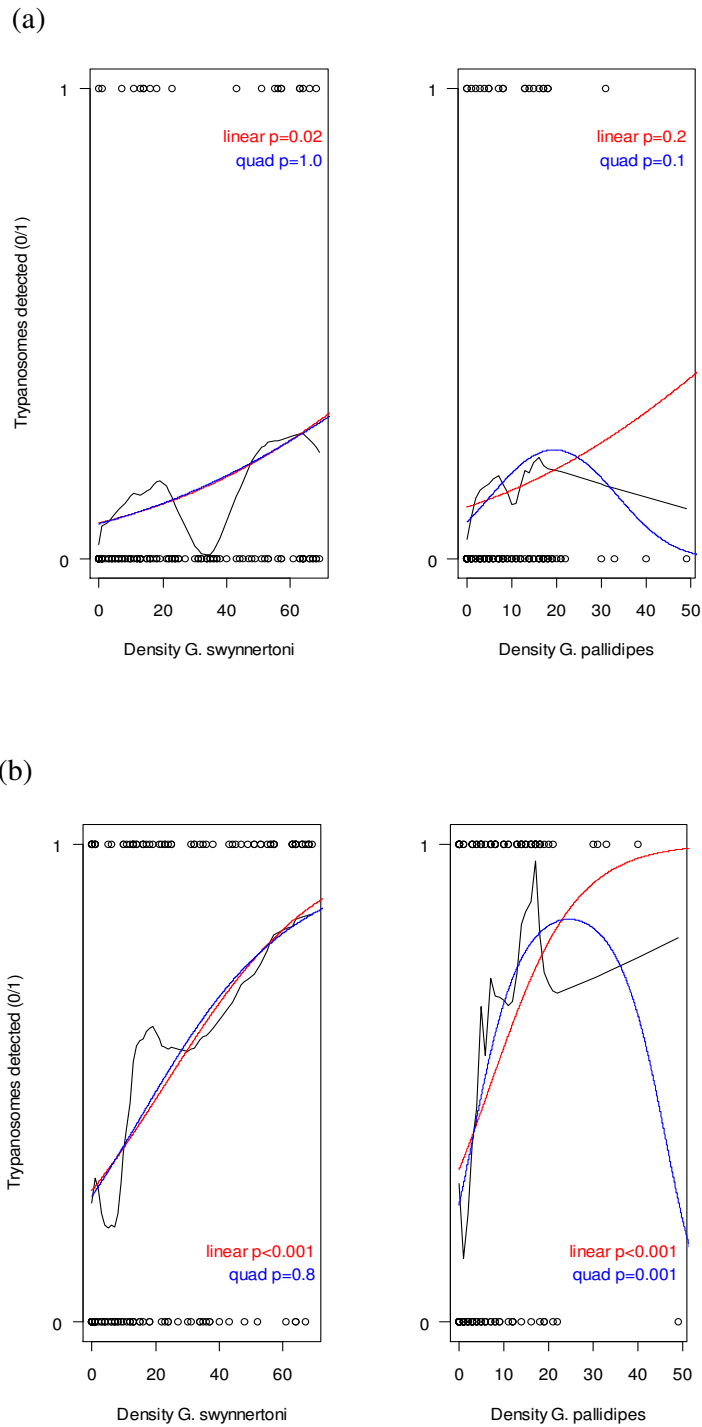 (a)
1
0
Trypanosomes detected (0/1)
linear p=0.02
quad p=1.0
0 20 40 60
Density G. swynnertoni
1
0
linear p=0.2
quad p=0.1
0 10 20 30 40 50
Density G. pallidipes
(b)
1
0
Trypanosomes detected (0/1)
linear p<0.001
quad p=0.8
0 20 40 60
Density G. swynnertoni
1
0
linear p<0.001
quad p=0.001
0 10 20 30 40 50
Density G. pallidipes